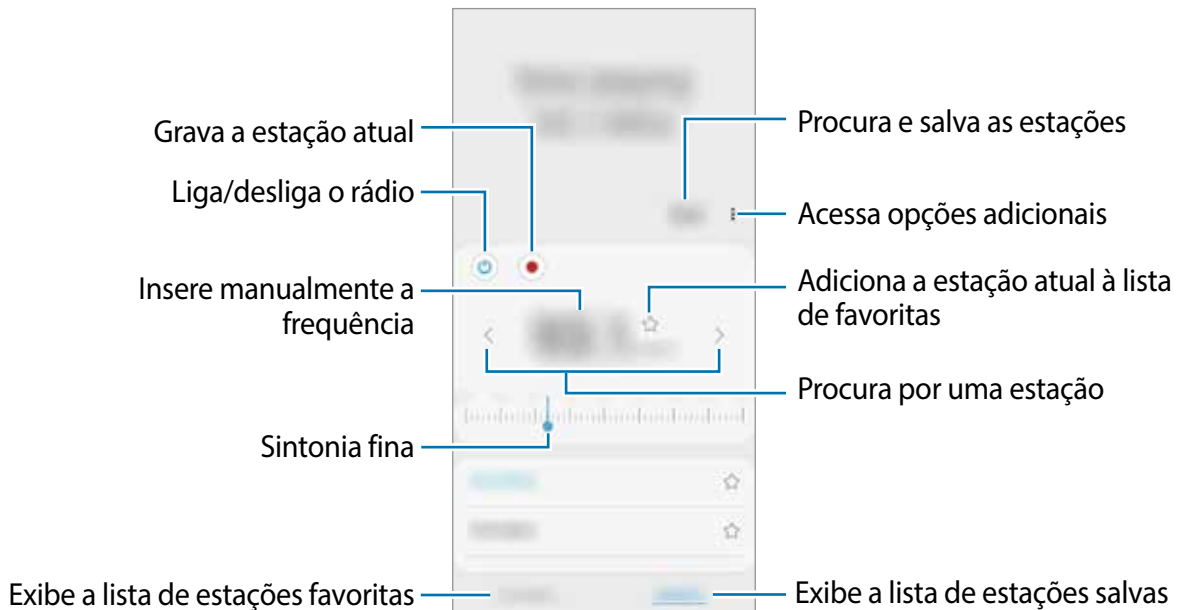 Grava a estação atual
Liga/desliga o rádio
Insere manualmente a
frequência
Sintonia fina
Exibe a lista de estações favoritas
Procura e salva as estações
Acessa opções adicionais
Adiciona a estação atual à lista
de favoritas
Procura por uma estação
Exibe a lista de estações salvas